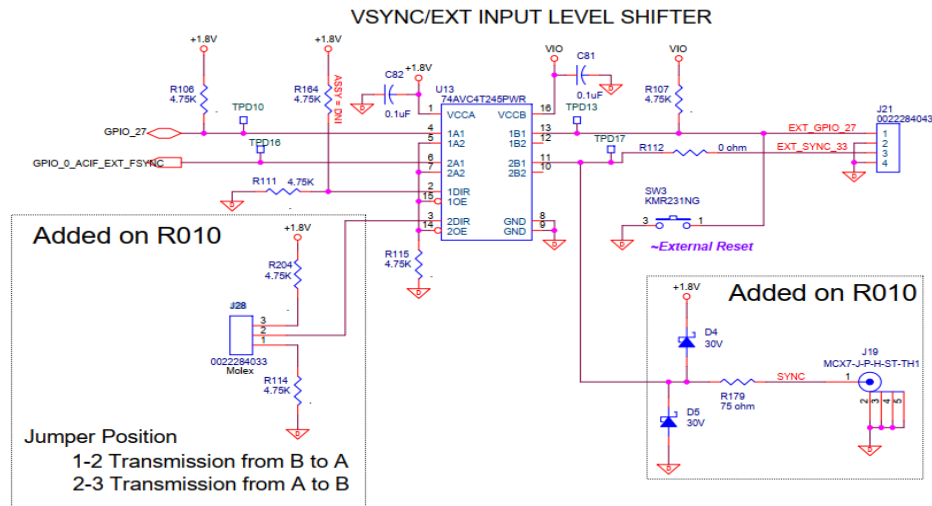 VSYNC/EXT INPUT LEVEL SHIFTER
+1.8V
+1.8V
R106
4.75K
R164
4.75K
ASSY = DNI
TPD10
GPIO_27
TPD16
GPIO_0_ACIF_EXT_FSYNC
R111 4.75K
C82
0.1uF
+1.8V
U13
74AVC4T245PWR
1 VCCA VCCB 16
4 1A1 1B1 13
5 1A2 1B2 12
6 2A1 2B1 11
7 2A2 2B2 10
2 1DIR
15 1OE
3 2DIR GND 8
14 2OE GND 9
R115
4.75K
VIO
C81
0.1uF
VIO
R107
4.75K
TPD13
TPD17
R112 0 ohm
EXT_GPIO_27
EXT_SYNC_33
J21
0022284043
1
2
3
4
SW3
KMR231NG
3 1
~External Reset
Added on R010
+1.8V
R204
4.75K
J28
3
2
1
0022284033
Molex
R114
4.75K
Jumper Position
1-2 Transmission from B to A
2-3 Transmission from A to B
Added on R010
+1.8V
D4
30V
D5
30V
R179
75 ohm
SYNC
J19
MCX7-J-P-H-ST-TH1
1
2 3 4 5